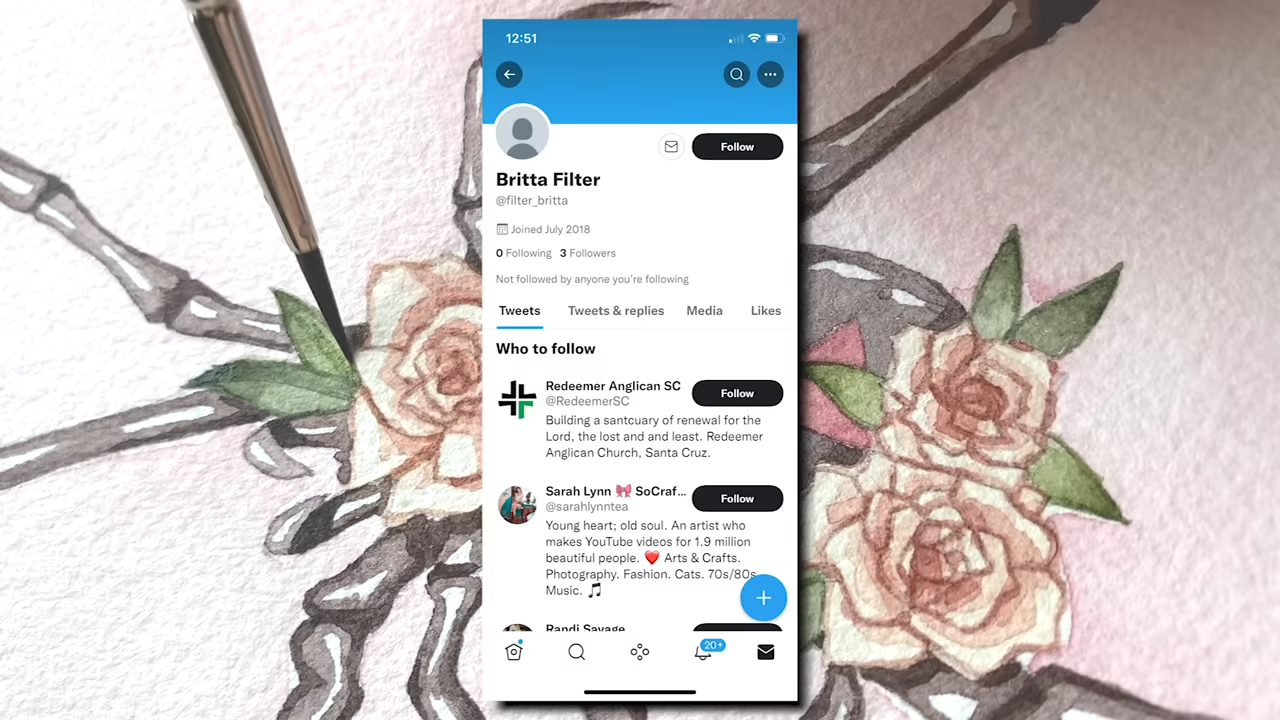 12:51
Follow
Britta Filter
@filter_britta
Joined July 2018
0 Following 3 Followers
Not followed by anyone you're following
Tweets Tweets & replies Media Likes
Who to follow
Redeemer Anglican SC
@RedeemerSC
Follow
Building a santcuary of renewal for the
Lord, the lost and and least. Redeemer
Anglican Church, Santa Cruz.
Sarah Lynn 🎀 SoCraf...
@sarahlynntea
Follow
Young heart; old soul. An artist who
makes YouTube videos for 1.9 million
beautiful people. ❤️ Arts & Crafts.
Photography. Fashion. Cats. 70s/80s
Music. 🎵
Randi Savage
20+